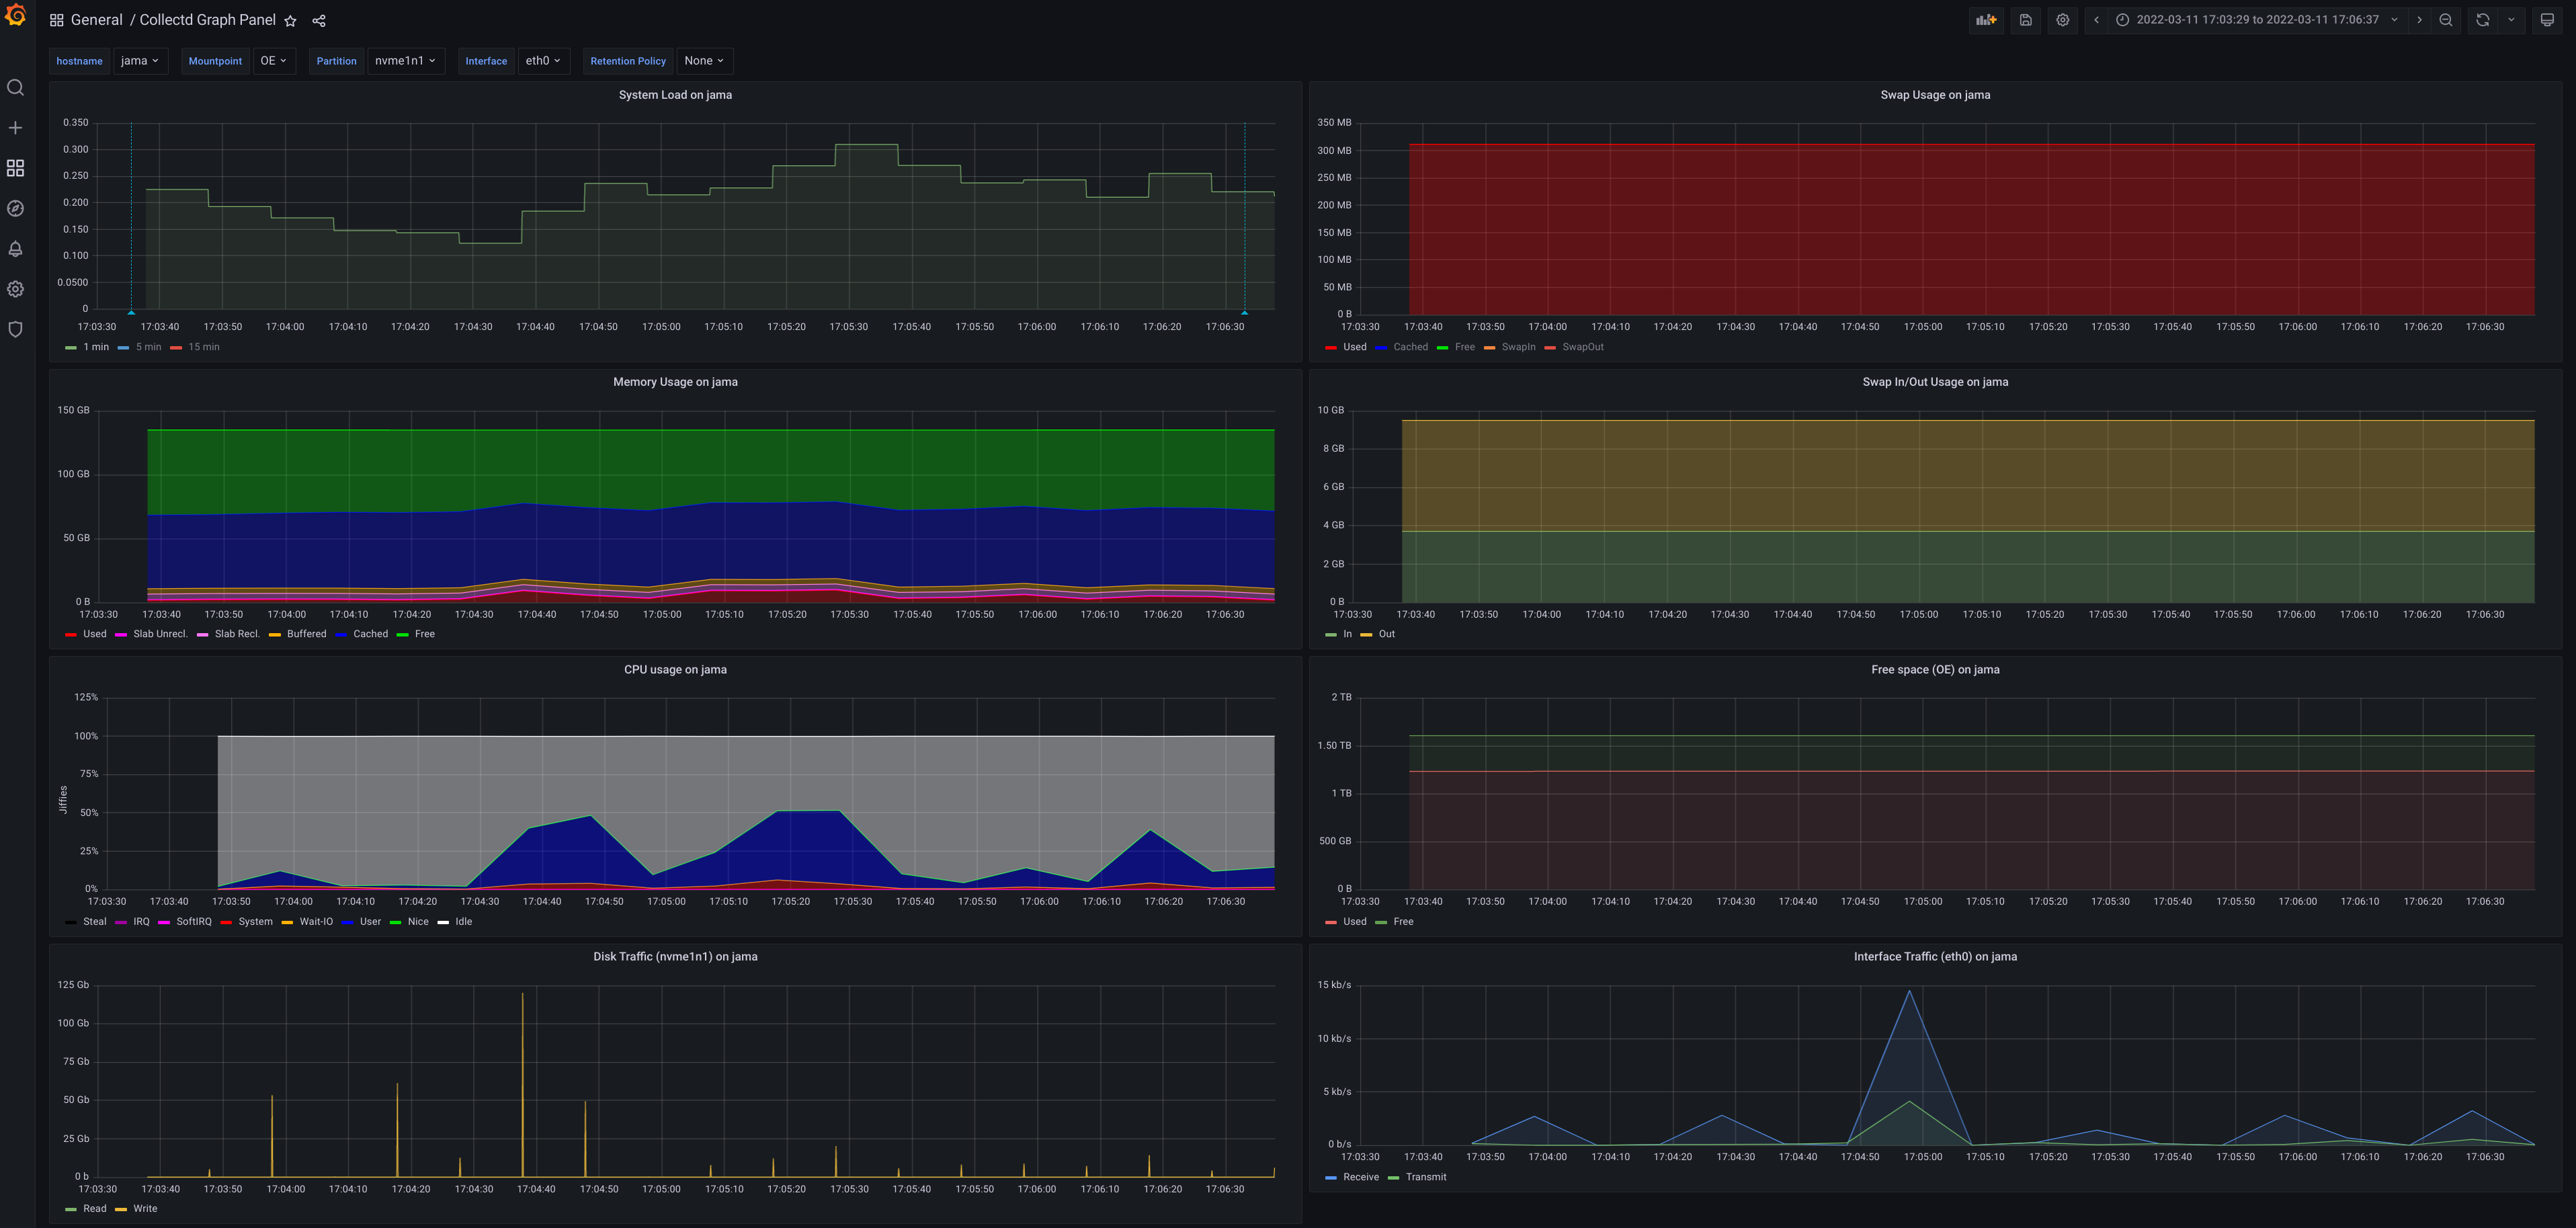 General / Collectd Graph Panel
2022-03-11 17:03:29 to 2022-03-11 17:06:37
hostname jama Mountpoint OE Partition nvme1n1 Interface eth0 Retention Policy None
System Load on jama
0.350
0.300
0.250
0.200
0.150
0.100
0.0500
0
17:03:30 17:03:40 17:03:50 17:04:00 17:04:10 17:04:20 17:04:30 17:04:40 17:04:50 17:05:00 17:05:10 17:05:20 17:05:30 17:05:40 17:05:50 17:06:00 17:06:10 17:06:20 17:06:30
1 min 5 min 15 min
Swap Usage on jama
350 MB
300 MB
250 MB
200 MB
150 MB
100 MB
50 MB
0 B
17:03:30 17:03:40 17:03:50 17:04:00 17:04:10 17:04:20 17:04:30 17:04:40 17:04:50 17:05:00 17:05:10 17:05:20 17:05:30 17:05:40 17:05:50 17:06:00 17:06:10 17:06:20 17:06:30
Used Cached Free SwapIn SwapOut
Memory Usage on jama
150 GB
100 GB
50 GB
0 B
17:03:30 17:03:40 17:03:50 17:04:00 17:04:10 17:04:20 17:04:30 17:04:40 17:04:50 17:05:00 17:05:10 17:05:20 17:05:30 17:05:40 17:05:50 17:06:00 17:06:10 17:06:20 17:06:30
Used Slab Unrecl. Slab Recl. Buffered Cached Free
Swap In/Out Usage on jama
10 GB
8 GB
6 GB
4 GB
2 GB
0 B
17:03:30 17:03:40 17:03:50 17:04:00 17:04:10 17:04:20 17:04:30 17:04:40 17:04:50 17:05:00 17:05:10 17:05:20 17:05:30 17:05:40 17:05:50 17:06:00 17:06:10 17:06:20 17:06:30
In Out
CPU usage on jama
Jiffies
125%
100%
75%
50%
25%
0%
17:03:30 17:03:40 17:03:50 17:04:00 17:04:10 17:04:20 17:04:30 17:04:40 17:04:50 17:05:00 17:05:10 17:05:20 17:05:30 17:05:40 17:05:50 17:06:00 17:06:10 17:06:20 17:06:30
Steal IRQ SoftIRQ System Wait-IO User Nice Idle
Free space (OE) on jama
2 TB
1.50 TB
1 TB
500 GB
0 B
17:03:30 17:03:40 17:03:50 17:04:00 17:04:10 17:04:20 17:04:30 17:04:40 17:04:50 17:05:00 17:05:10 17:05:20 17:05:30 17:05:40 17:05:50 17:06:00 17:06:10 17:06:20 17:06:30
Used Free
Disk Traffic (nvme1n1) on jama
125 Gb
100 Gb
75 Gb
50 Gb
25 Gb
0 b
17:03:30 17:03:40 17:03:50 17:04:00 17:04:10 17:04:20 17:04:30 17:04:40 17:04:50 17:05:00 17:05:10 17:05:20 17:05:30 17:05:40 17:05:50 17:06:00 17:06:10 17:06:20 17:06:30
Read Write
Interface Traffic (eth0) on jama
15 kb/s
10 kb/s
5 kb/s
0 b/s
17:03:30 17:03:40 17:03:50 17:04:00 17:04:10 17:04:20 17:04:30 17:04:40 17:04:50 17:05:00 17:05:10 17:05:20 17:05:30 17:05:40 17:05:50 17:06:00 17:06:10 17:06:20 17:06:30
Receive Transmit